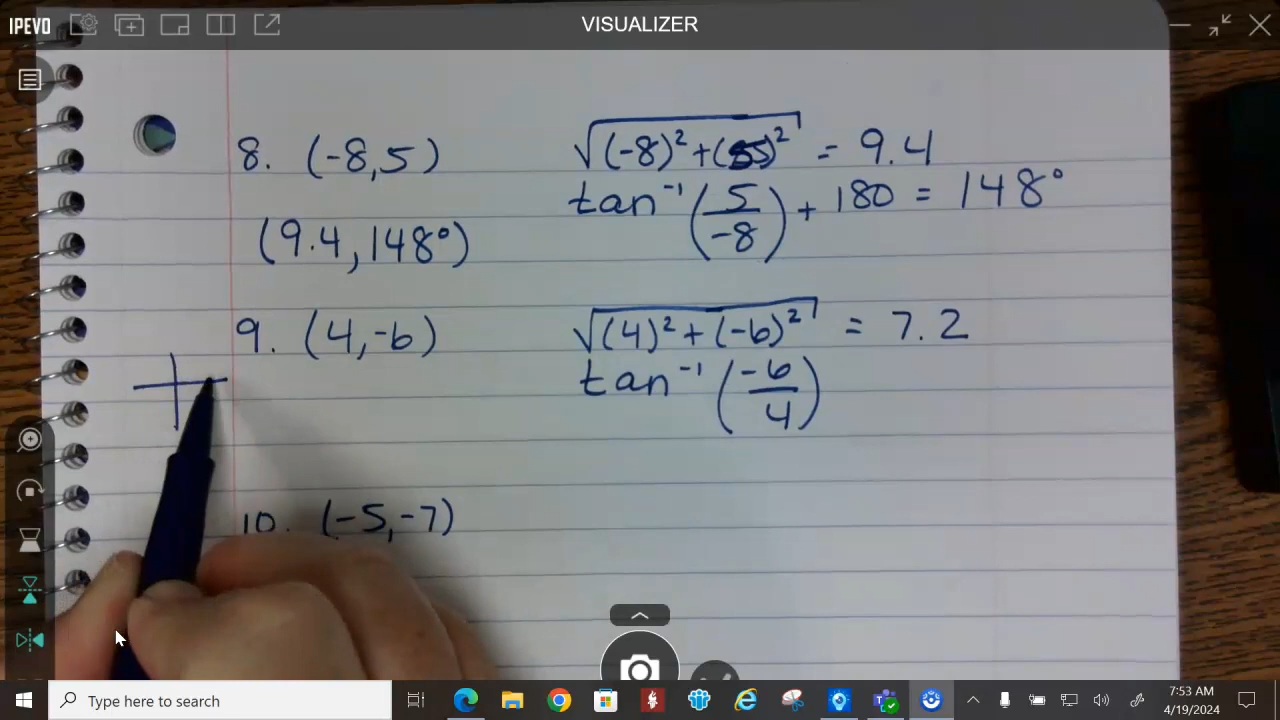 IPEVO
VISUALIZER
8. (-8,5)
√(-8)² + (5)² = 9.4
tan⁻¹(5/-8) + 180 = 148°
(9.4, 148°)
9. (4,-6)
√(4)² + (-6)² = 7.2
tan⁻¹(-6/4)
10. (-5,-7)
Type here to search
7:53 AM
4/19/2024